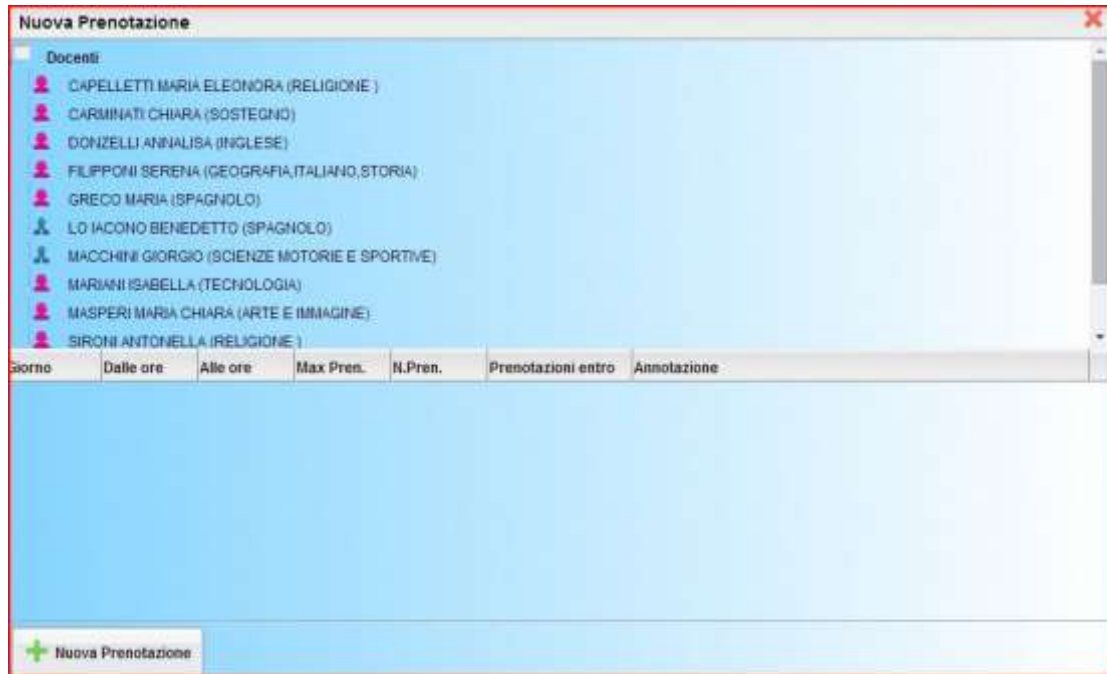 Nuova Prenotazione
Docenti
CAPELLETTI MARIA ELEONORA (RELIGIONE )
CARMINATI CHIARA (SOSTEGNO)
DONZELLI ANNALISA (INGLESE)
FILIPPONI SERENA (GEOGRAFIA,ITALIANO,STORIA)
GRECO MARIA (SPAGNOLO)
LO IACONO BENEDETTO (SPAGNOLO)
MACCHINI GIORGIO (SCIENZE MOTORIE E SPORTIVE)
MARIANI ISABELLA (TECNOLOGIA)
MASPERI MARIA CHIARA (ARTE E IMMAGINE)
SIRONI ANTONELLA (RELIGIONE )
Giorno Dalle ore Alle ore Max Pren. N.Pren. Prenotazioni entro Annotazione
Nuova Prenotazione